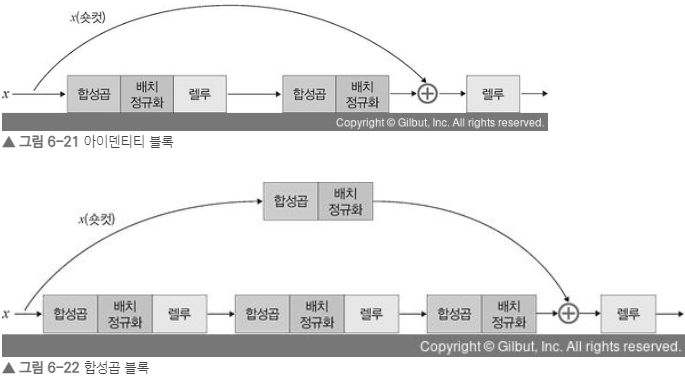 x(숏컷)
x
합성곱
배치
정규화
렐루
합성곱
배치
정규화
렐루
Copyright © Gilbut, Inc. All rights reserved.
▲ 그림 6-21 아이덴티티 블록
합성곱
배치
정규화
x(숏컷)
x
합성곱
배치
정규화
렐루
합성곱
배치
정규화
렐루
합성곱
배치
정규화
렐루
Copyright © Gilbut, Inc. All rights reserved.
▲ 그림 6-22 합성곱 블록